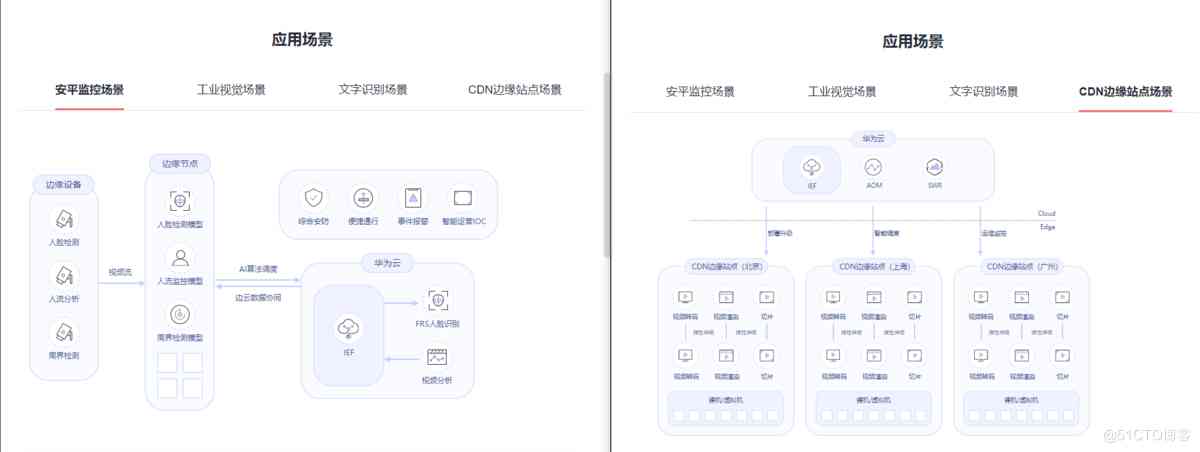 应用场景
安平监控场景
工业视觉场景
文字识别场景
CDN边缘站点场景
边缘设备
人脸检测
人流分析
周界检测
视频流
边缘节点
人脸检测模型
人流监控模型
周界检测模型
AI算法调度
边云数据协同
综合安防
便捷通行
事件报警
智能运营IOC
华为云
IEF
FRS人脸识别
视频分析
应用场景
安平监控场景
工业视觉场景
文字识别场景
CDN边缘站点场景
华为云
IEF
AOM
SWR
Cloud
Edge
部署升级
智能调度
运维监控
CDN边缘站点（北京）
视频转码
视频渲染
切片
弹性伸缩
弹性伸缩
视频转码
视频渲染
切片
裸机/虚拟机
CDN边缘站点（上海）
视频转码
视频渲染
切片
弹性伸缩
弹性伸缩
视频转码
视频渲染
切片
裸机/虚拟机
CDN边缘站点（广州）
视频转码
视频渲染
切片
弹性伸缩
弹性伸缩
视频转码
视频渲染
切片
裸机/虚拟机
@51CTO博客